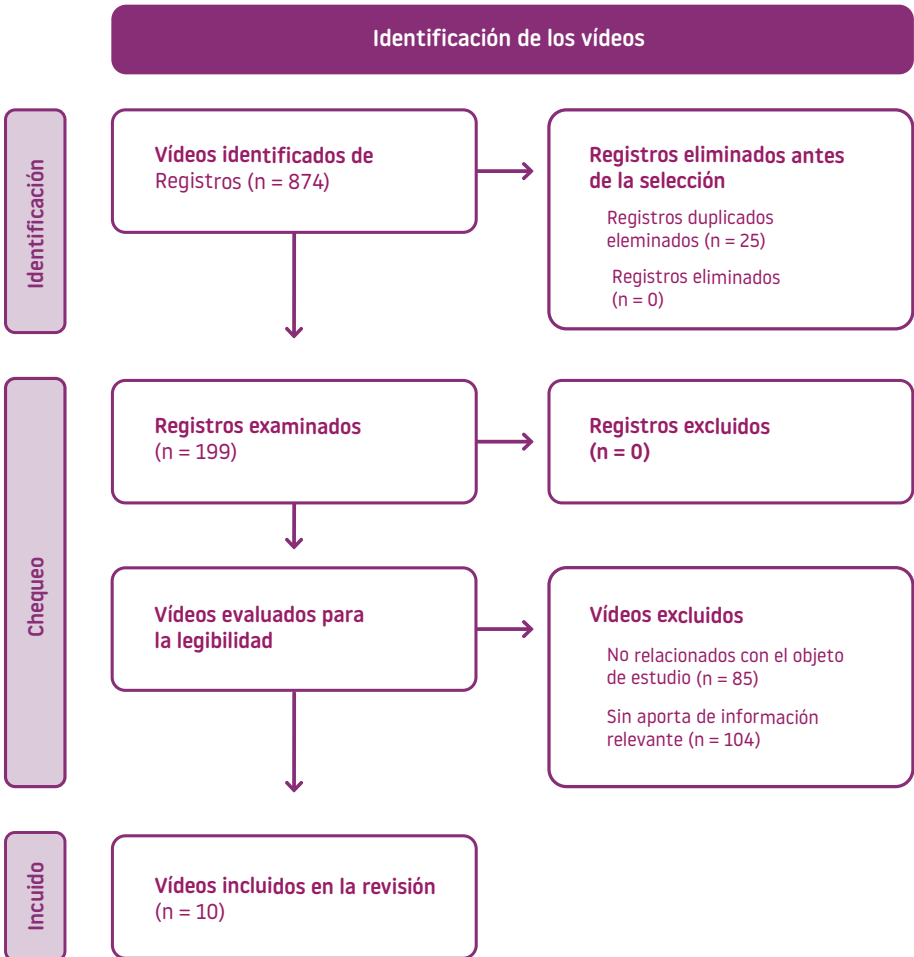 Identificación de los vídeos
Identificación
Vídeos identificados de
Registros (n = 874)
Registros eliminados antes
de la selección
Registros duplicados
eleminados (n = 25)
Registros eliminados
(n = 0)
Chequeo
Registros examinados
(n = 199)
Registros excluidos
(n = 0)
Vídeos evaluados para
la legibilidad
Vídeos excluidos
No relacionados con el objeto
de estudio (n = 85)
Sin aporta de información
relevante (n = 104)
Incuido
Vídeos incluidos en la revisión
(n = 10)